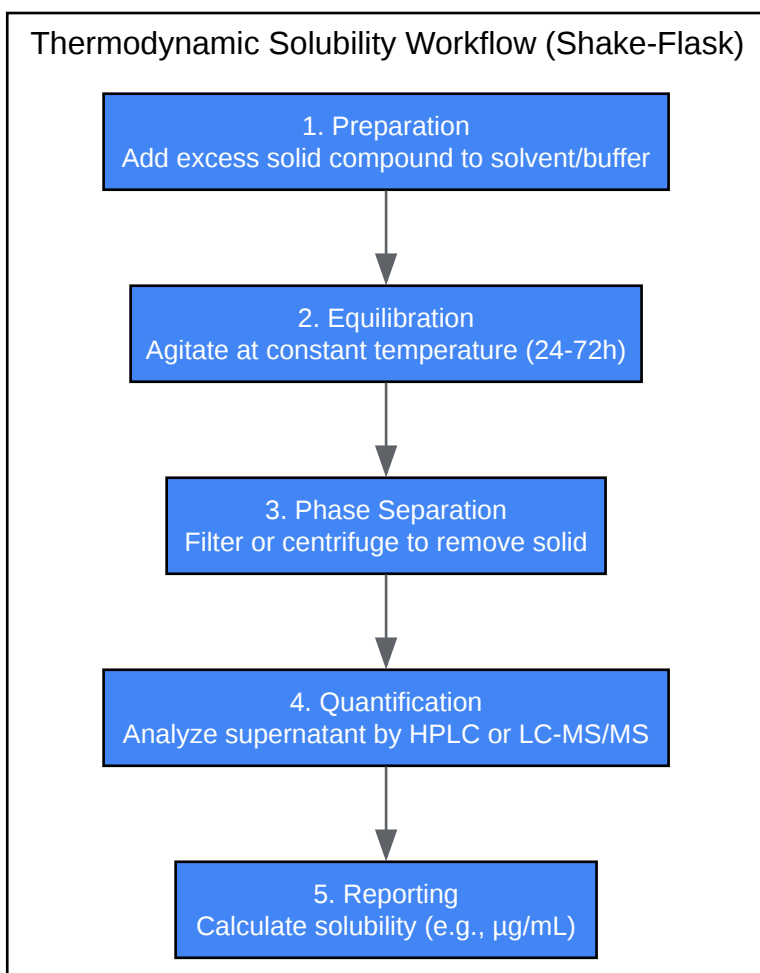 Thermodynamic Solubility Workflow (Shake-Flask)
1. Preparation
Add excess solid compound to solvent/buffer
2. Equilibration
Agitate at constant temperature (24-72h)
3. Phase Separation
Filter or centrifuge to remove solid
4. Quantification
Analyze supernatant by HPLC or LC-MS/MS
5. Reporting
Calculate solubility (e.g., µg/mL)